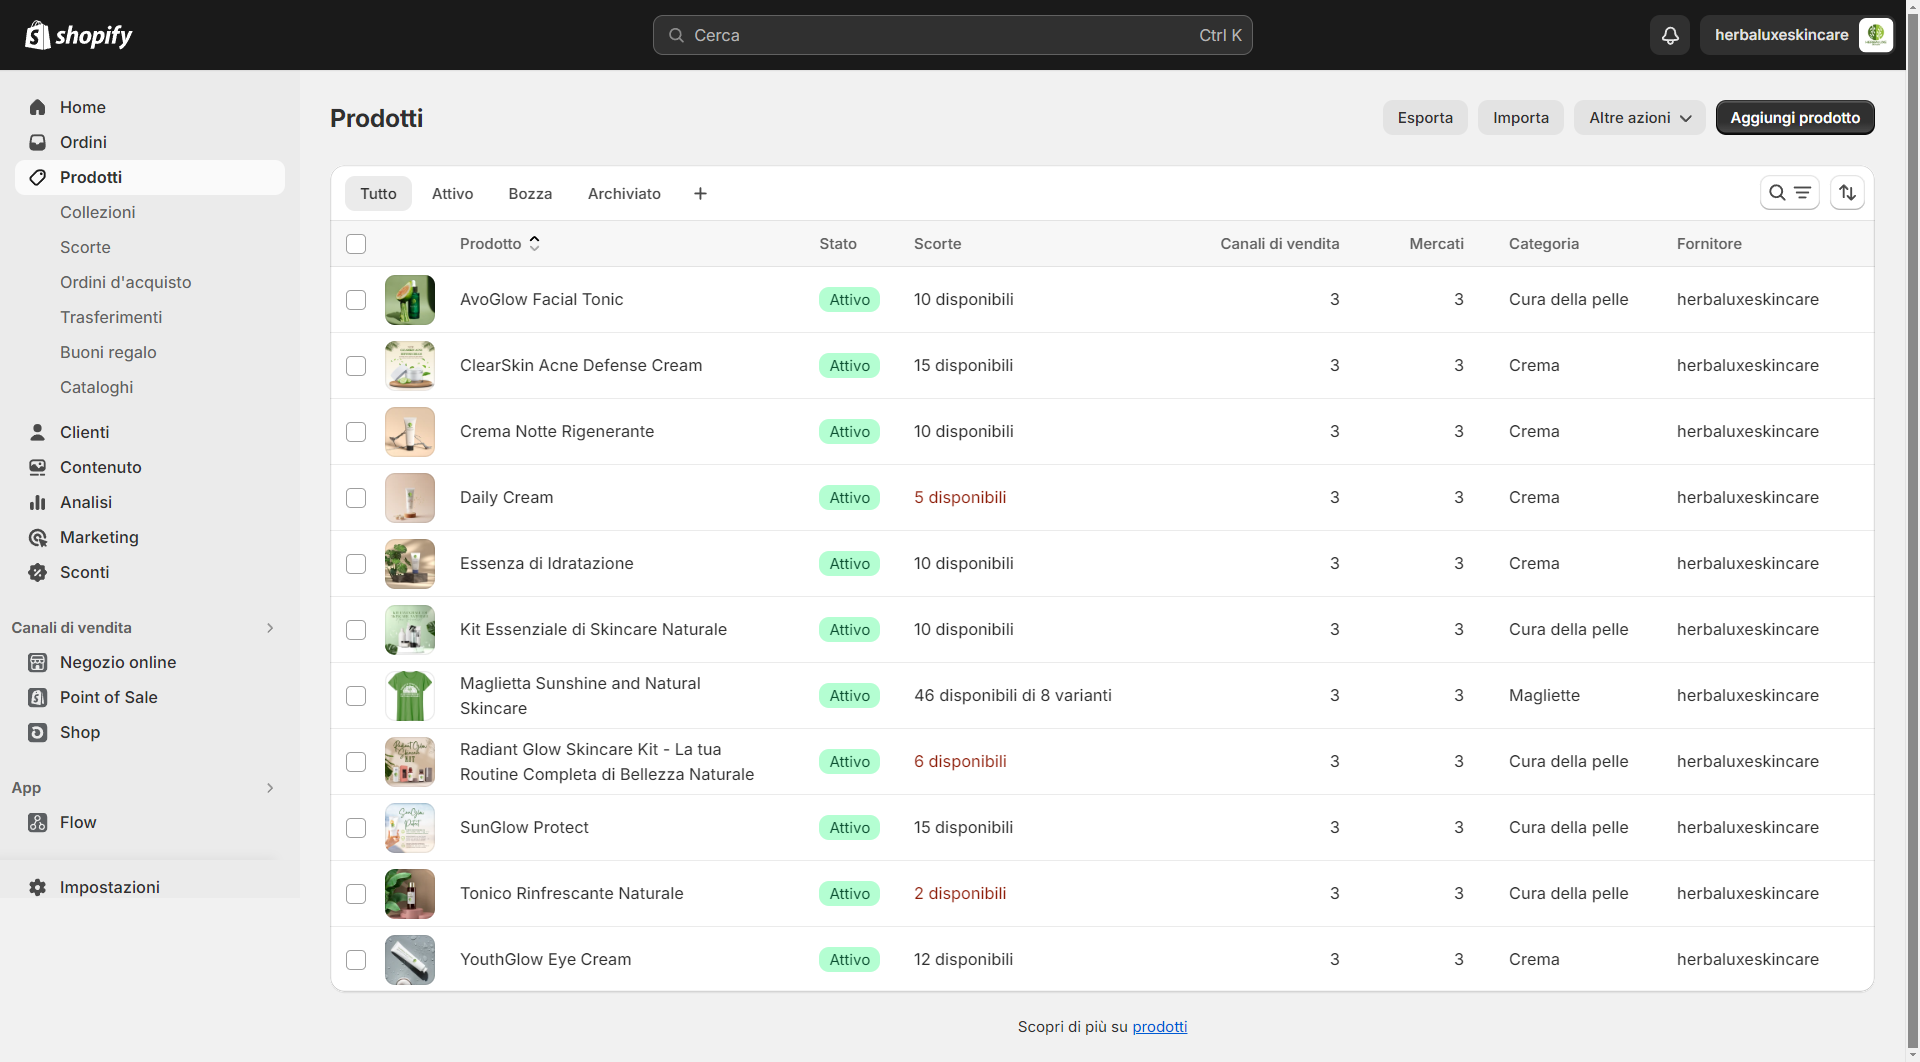 shopify
Cerca
Ctrl K
herbaluxeskincare
Home
Ordini
Prodotti
Collezioni
Scorte
Ordini d'acquisto
Trasferimenti
Buoni regalo
Cataloghi
Clienti
Contenuto
Analisi
Marketing
Sconti
Canali di vendita
Negozio online
Point of Sale
Shop
App
Flow
Impostazioni
Prodotti
Esporta Importa Altre azioni Aggiungi prodotto
Tutto Attivo Bozza Archiviato
Prodotto Stato Scorte Canali di vendita Mercati Categoria Fornitore
AvoGlow Facial Tonic Attivo 10 disponibili 3 3 Cura della pelle herbaluxeskincare
ClearSkin Acne Defense Cream Attivo 15 disponibili 3 3 Crema herbaluxeskincare
Crema Notte Rigenerante Attivo 10 disponibili 3 3 Crema herbaluxeskincare
Daily Cream Attivo 5 disponibili 3 3 Crema herbaluxeskincare
Essenza di Idratazione Attivo 10 disponibili 3 3 Crema herbaluxeskincare
Kit Essenziale di Skincare Naturale Attivo 10 disponibili 3 3 Cura della pelle herbaluxeskincare
Maglietta Sunshine and Natural
Skincare Attivo 46 disponibili di 8 varianti 3 3 Magliette herbaluxeskincare
Radiant Glow Skincare Kit - La tua
Routine Completa di Bellezza Naturale Attivo 6 disponibili 3 3 Cura della pelle herbaluxeskincare
SunGlow Protect Attivo 15 disponibili 3 3 Cura della pelle herbaluxeskincare
Tonico Rinfrescante Naturale Attivo 2 disponibili 3 3 Cura della pelle herbaluxeskincare
YouthGlow Eye Cream Attivo 12 disponibili 3 3 Crema herbaluxeskincare
Scopri di più su prodotti